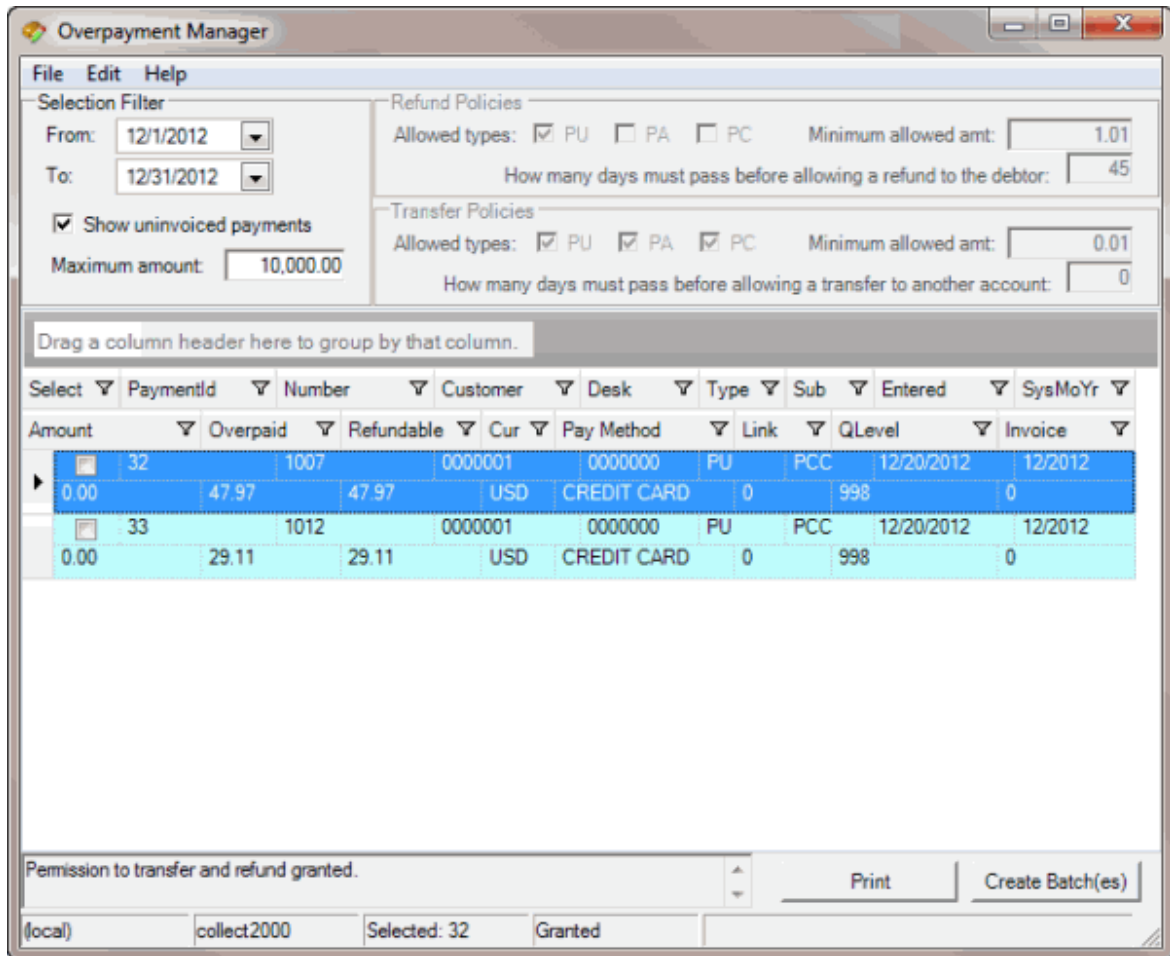 Overpayment Manager
File Edit Help
Selection Filter
From: 12/1/2012
To: 12/31/2012
Show uninvoiced payments
Maximum amount: 10,000.00
Refund Policies
Allowed types: PU PA PC Minimum allowed amt: 1.01
How many days must pass before allowing a refund to the debtor: 45
Transfer Policies
Allowed types: PU PA PC Minimum allowed amt: 0.01
How many days must pass before allowing a transfer to another account: 0
Drag a column header here to group by that column.
Select PaymentId Number Customer Desk Type Sub Entered SysMoYr
Amount Overpaid Refundable Cur Pay Method Link QLevel Invoice
32 1007 0000001 0000000 PU PCC 12/20/2012 12/2012
0.00 47.97 47.97 USD CREDIT CARD 0 998 0
33 1012 0000001 0000000 PU PCC 12/20/2012 12/2012
0.00 29.11 29.11 USD CREDIT CARD 0 998 0
Permission to transfer and refund granted.
Print Create Batch(es)
(local) collect2000 Selected: 32 Granted